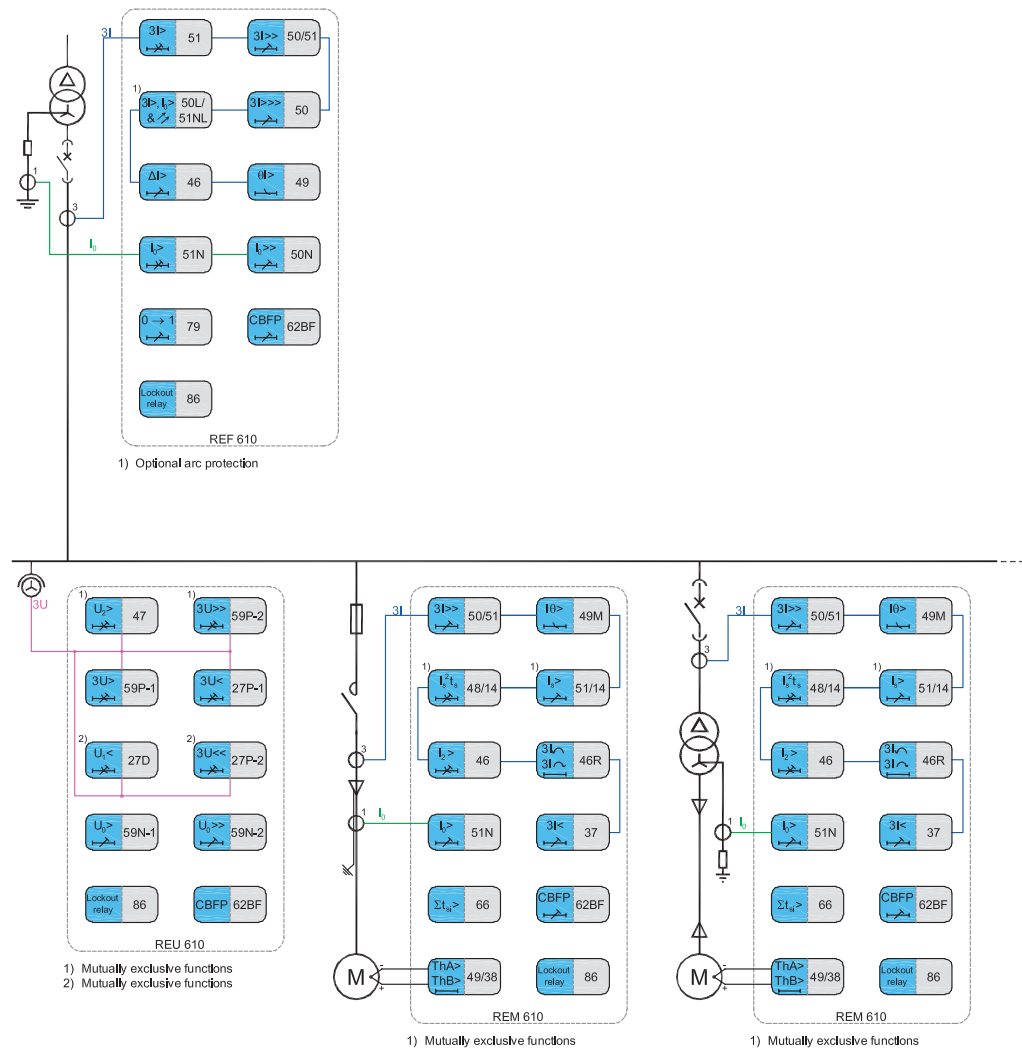 3I
3I> 51
3I>> 50/51
1)
3I>, I₀> & 50L/ 51NL
3I>>> 50
ΔI> 46
θI> 49
1
3
I₀
I₀> 51N
I₀>> 50N
0 → 1 79
CBFP 62BF
Lockout relay 86
REF 610
1) Optional arc protection
3U
1) U₂> 47
1) 3U>> 59P-2
3U> 59P-1
3U< 27P-1
2) U₁< 27D
2) 3U<< 27P-2
U₀> 59N-1
U₀>> 59N-2
Lockout relay 86
CBFP 62BF
REU 610
1) Mutually exclusive functions
2) Mutually exclusive functions
3I
3I>> 50/51
Iθ> 49M
1) Iₛ²tₛ 48/14
1) Iₛ> 51/14
3
I₂> 46
3I 3I 46R
1
I₀
I₀> 51N
3I< 37
Σtₛᵢ> 66
CBFP 62BF
M
-
+
ThA> ThB> 49/38
Lockout relay 86
REM 610
1) Mutually exclusive functions
3I
3I>> 50/51
Iθ> 49M
3
1) Iₛ²tₛ 48/14
1) Iₛ> 51/14
I₂> 46
3I 3I 46R
1
I₀
I₀> 51N
3I< 37
Σtₛᵢ> 66
CBFP 62BF
M
-
+
ThA> ThB> 49/38
Lockout relay 86
REM 610
1) Mutually exclusive functions